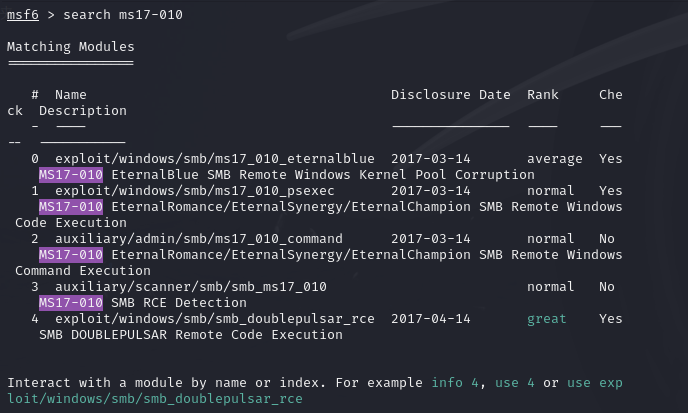 msf6 > search ms17-010
Matching Modules
================
#  Name                                      Disclosure Date  Rank     Che
ck  Description
-  ----                                      ---------------  ----     ---
--  -----------
0  exploit/windows/smb/ms17_010_eternalblue  2017-03-14       average  Yes
MS17-010 EternalBlue SMB Remote Windows Kernel Pool Corruption
1  exploit/windows/smb/ms17_010_psexec       2017-03-14       normal   Yes
MS17-010 EternalRomance/EternalSynergy/EternalChampion SMB Remote Windows
Code Execution
2  auxiliary/admin/smb/ms17_010_command      2017-03-14       normal   No
MS17-010 EternalRomance/EternalSynergy/EternalChampion SMB Remote Windows
Command Execution
3  auxiliary/scanner/smb/smb_ms17_010                         normal   No
MS17-010 SMB RCE Detection
4  exploit/windows/smb/smb_doublepulsar_rce  2017-04-14       great    Yes
SMB DOUBLEPULSAR Remote Code Execution
Interact with a module by name or index. For example info 4, use 4 or use exp
loit/windows/smb/smb_doublepulsar_rce